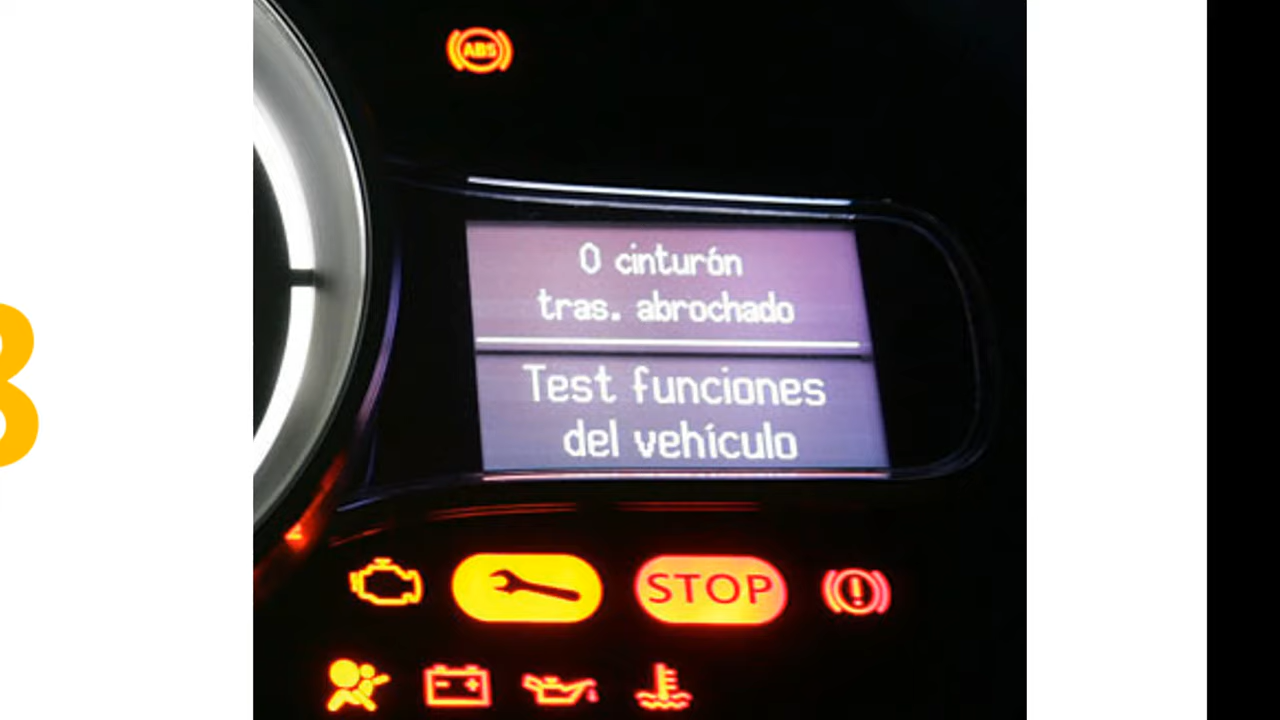 ABS
0 cinturón
tras. abrochado
Test funciones
del vehículo
STOP